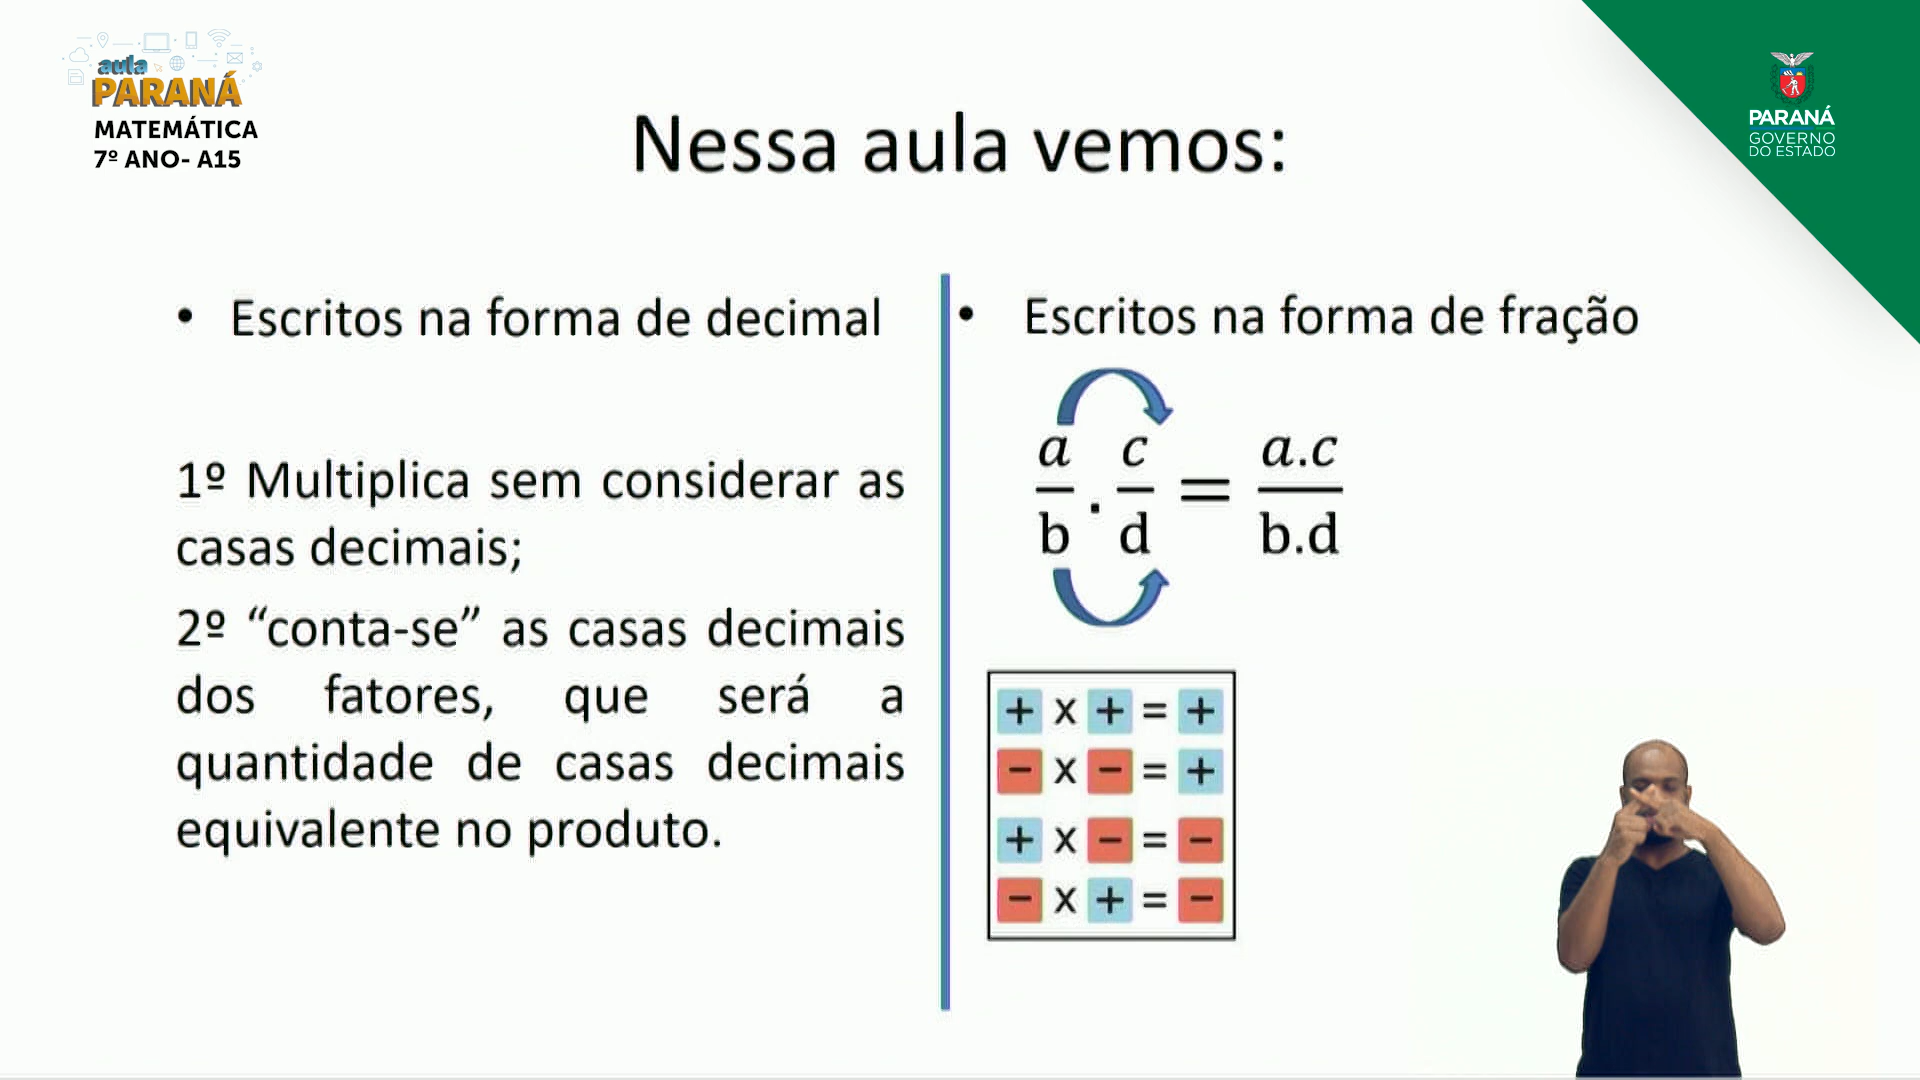 aula
PARANÁ
MATEMÁTICA
7º ANO- A15
PARANÁ
GOVERNO
DO ESTADO
Nessa aula vemos:
• Escritos na forma de decimal
1º Multiplica sem considerar as
casas decimais;
2º “conta-se” as casas decimais
dos fatores, que será a
quantidade de casas decimais
equivalente no produto.
• Escritos na forma de fração
a/b . c/d = a.c/b.d
+ x + = +
- x - = +
+ x - = -
- x + = -